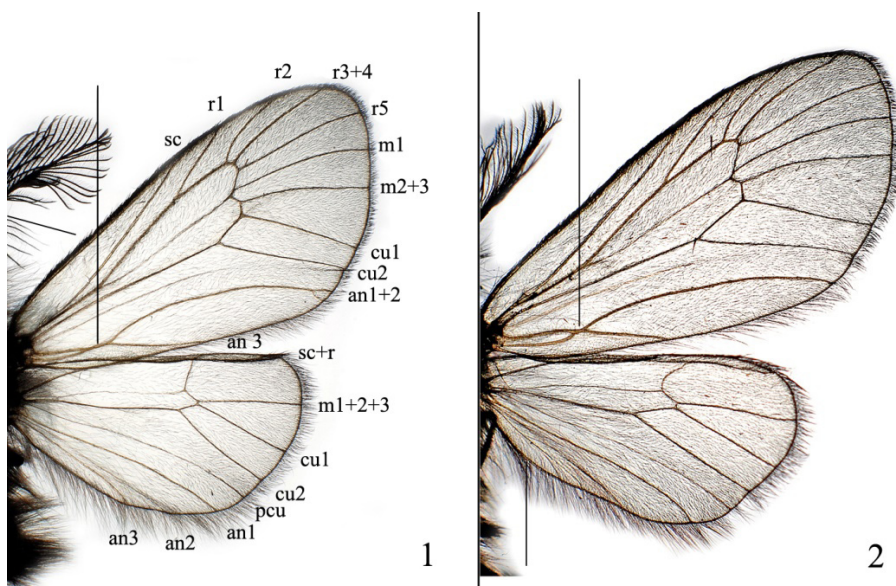 r1
r2
r3+4
r5
sc
m1
m2+3
cu1
cu2
an1+2
an 3
sc+r
m1+2+3
cu1
cu2
pcu
an1
an2
an3
1
2